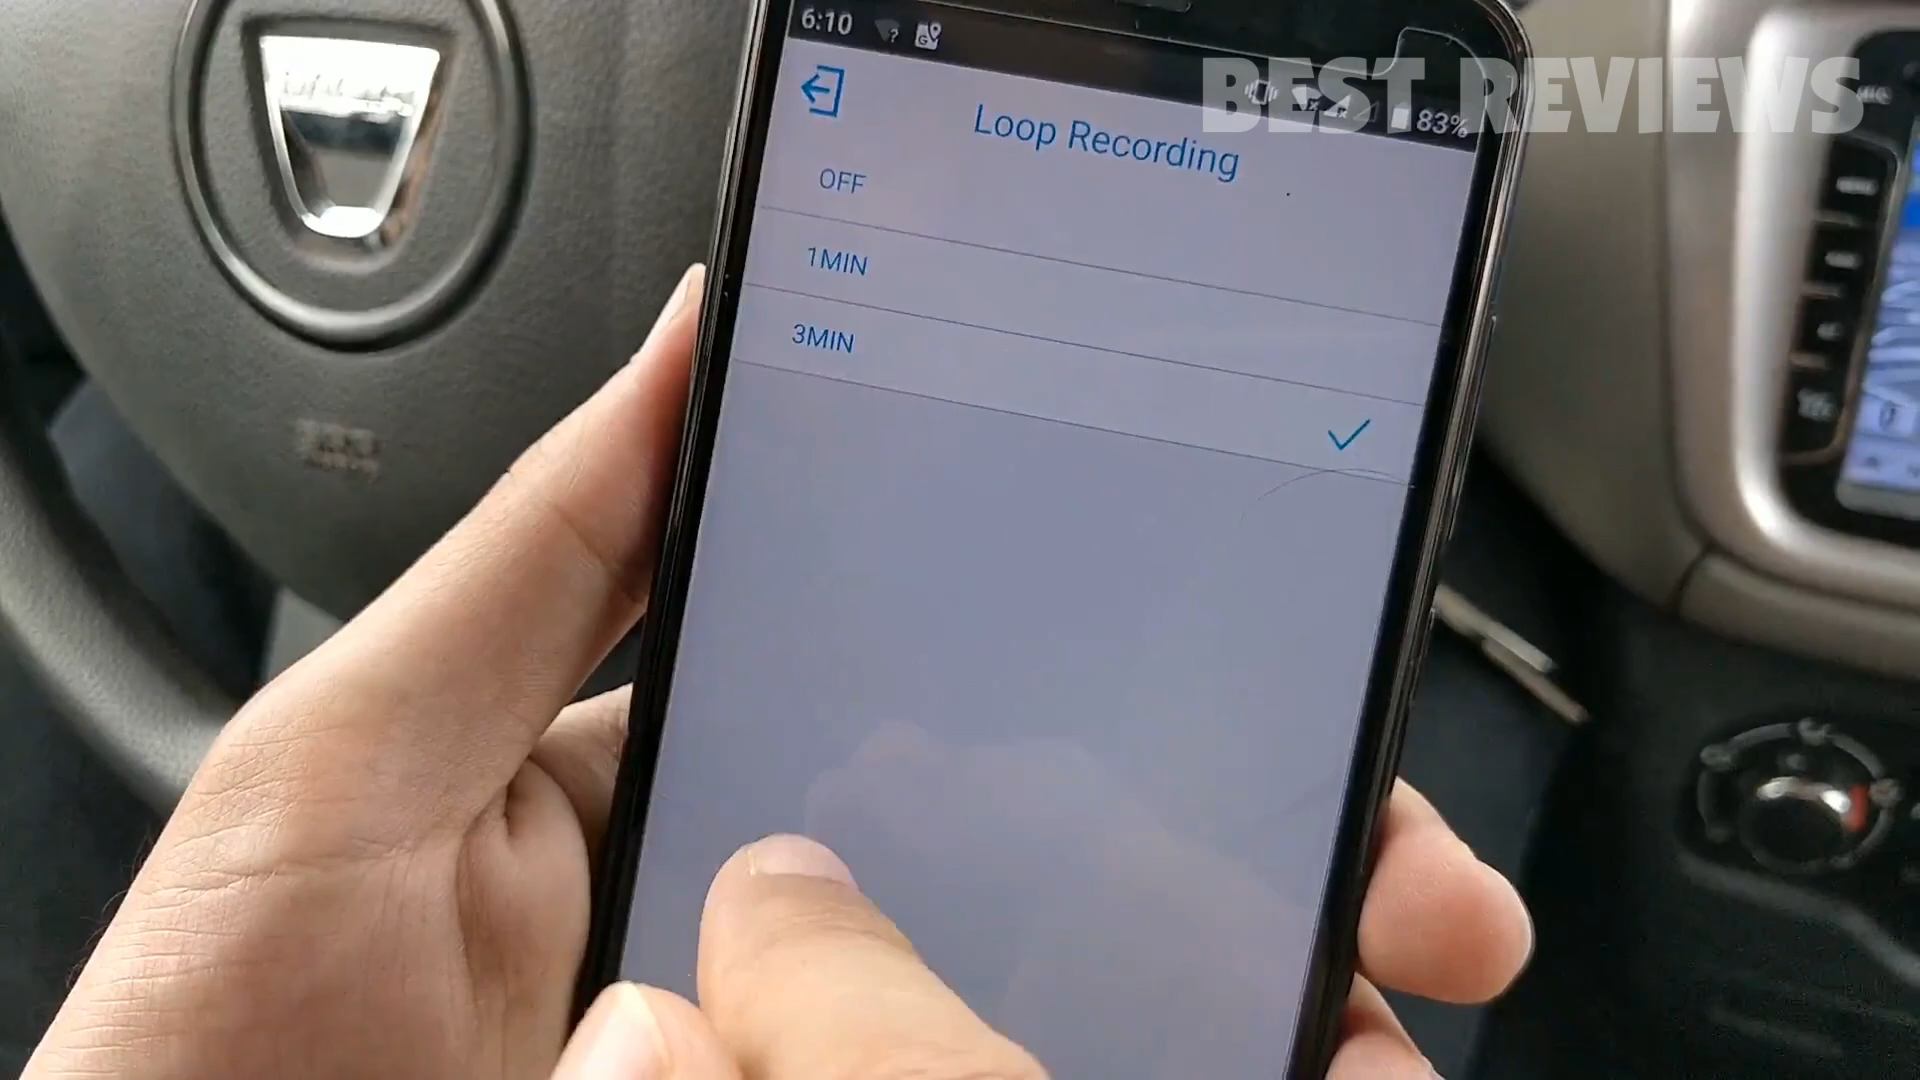 6:10
BEST REVIEWS
83%
Loop Recording
OFF
1MIN
3MIN